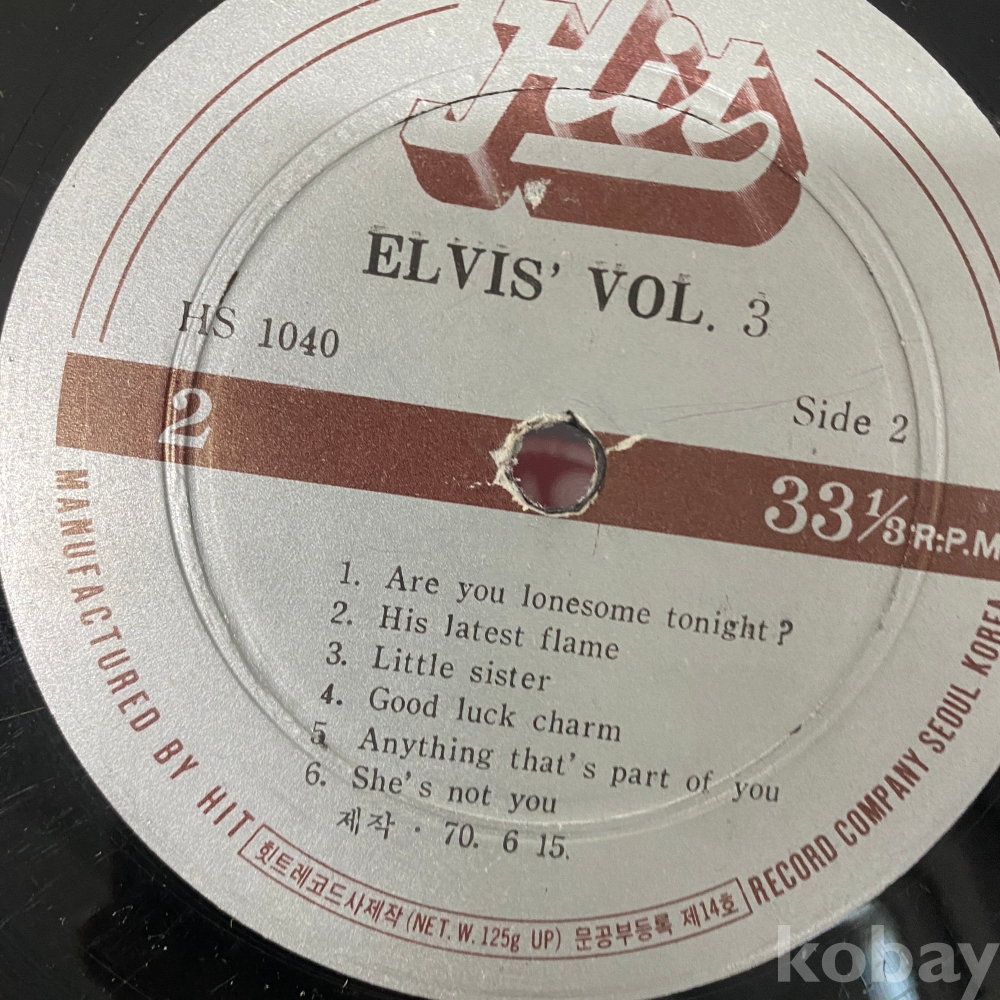 Hit
ELVIS' VOL. 3
HS 1040
Side 2
2
33⅓ R.P.M
1. Are you lonesome tonight?
2. His latest flame
3. Little sister
4. Good luck charm
5. Anything that's part of you
6. She's not you
제작 · 70. 6 15.
MANUFACTURED BY HIT RECORD COMPANY SEOUL KOREA
힛트레코드사제작 (NET. W. 125g UP) 문공부등록 제14호
kobay